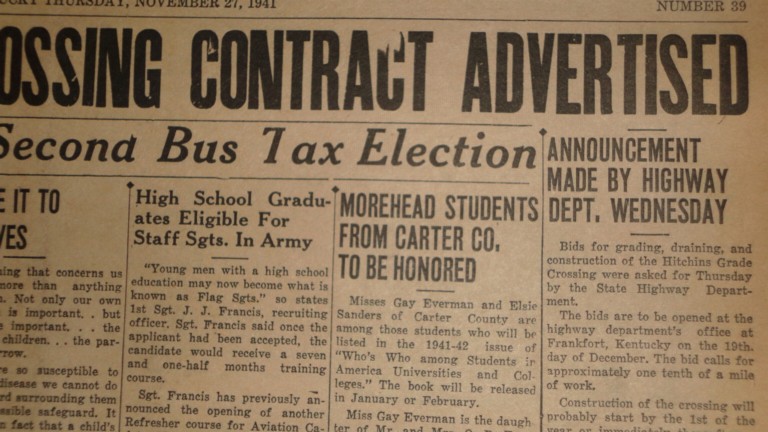 THURSDAY, NOVEMBER 27, 1941
NUMBER 39
CONTRACT ADVERTISED
Second Bus Tax Election
E IT TO
VES
ning that concerns us
more than anything
n. Not only our own
is important. . but
e important. . . the
children. . . the par-
rrow.
re so susceptible to
disease we cannot do
rd surrounding them
ssible safeguard. It
fact that a child's
High School Gradu-
ates Eligible For
Staff Sgts. In Army
"Young men with a high school
education may now become what is
known as Flag Sgts." so states
1st Sgt. J. J. Francis, recruiting
officer. Sgt. Francis said once the
applicant had been accepted, the
candidate would receive a seven
and one-half months training
course.
Sgt. Francis has previously an-
nounced the opening of another
Refresher course for Aviation Ca-
MOREHEAD STUDENTS
FROM CARTER CO.
TO BE HONORED
Misses Gay Everman and Elsie
Sanders of Carter County are
among those students who will be
listed in the 1941-42 issue of
"Who's Who among Students in
America Universities and Col-
leges." The book will be released
in January or February.
Miss Gay Everman is the daugh-
ter of Mr. and Mrs.
ANNOUNCEMENT
MADE BY HIGHWAY
DEPT. WEDNESDAY
Bids for grading, draining, and
construction of the Hitchins Grade
Crossing were asked for Thursday
by the State Highway Depart-
ment.
The bids are to be opened at the
highway department's office at
Frankfort, Kentucky on the 19th.
day of December. The bid calls for
approximately one tenth of a mile
of work.
Construction of the crossing will
probably start by the 1st of the
year or immediately